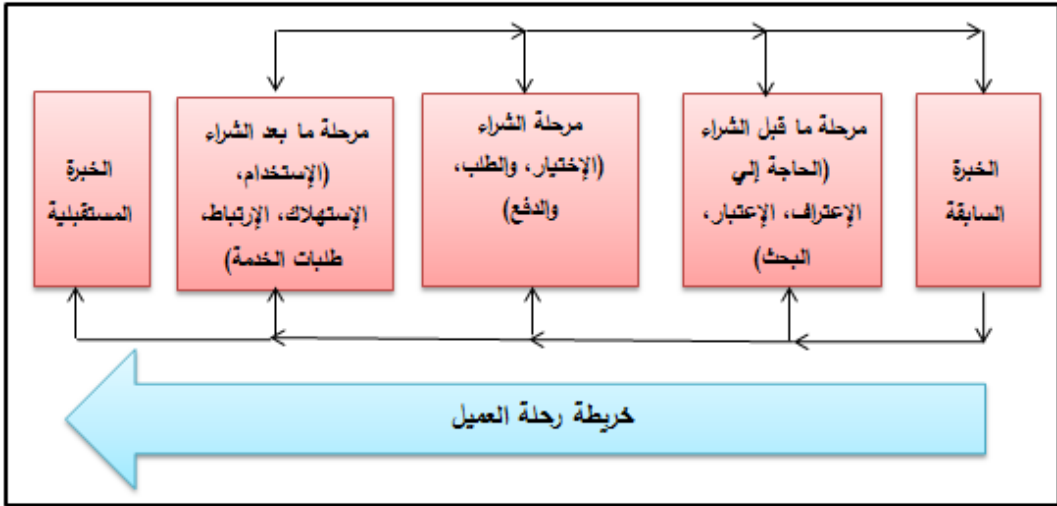 الخبرة
السابقة
مرحلة ما قبل الشراء
(الحاجة إلي
الإعتراف، الإعتبار،
البحث)
مرحلة الشراء
(الإختيار، والطلب،
والدفع)
مرحلة ما بعد الشراء
(الإستخدام،
الإستهلاك، الإرتباط،
طلبات الخدمة)
الخبرة
المستقبلية
خريطة رحلة العميل